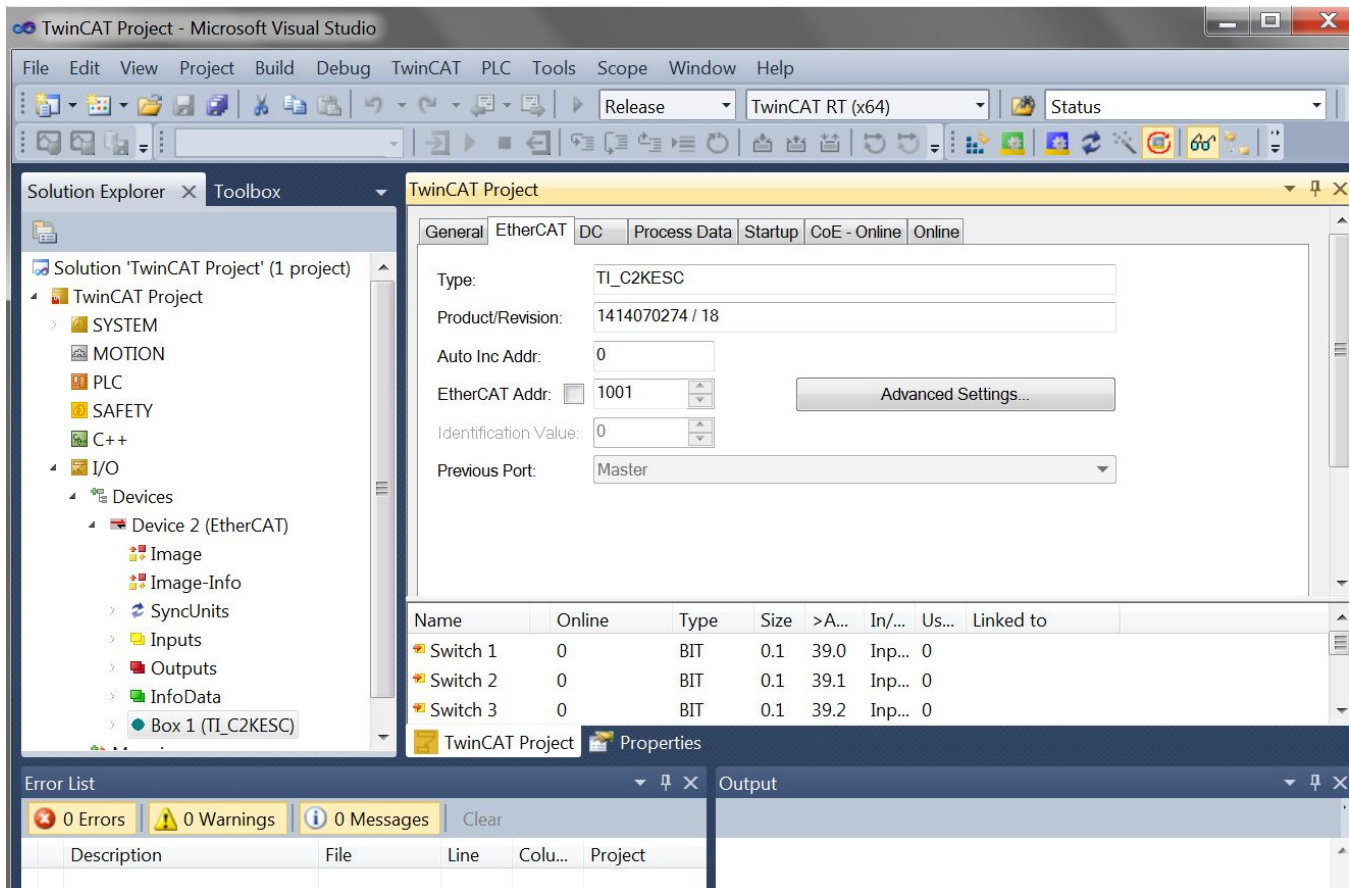 TwinCAT Project - Microsoft Visual Studio
File Edit View Project Build Debug TwinCAT PLC Tools Scope Window Help
Release TwinCAT RT (x64) Status
Solution Explorer Toolbox
Solution 'TwinCAT Project' (1 project)
TwinCAT Project
SYSTEM
MOTION
PLC
SAFETY
C++
I/O
Devices
Device 2 (EtherCAT)
Image
Image-Info
SyncUnits
Inputs
Outputs
InfoData
Box 1 (TI_C2KESC)
TwinCAT Project
General EtherCAT DC Process Data Startup CoE - Online Online
Type: TI_C2KESC
Product/Revision: 1414070274 / 18
Auto Inc Addr: 0
EtherCAT Addr: 1001 Advanced Settings...
Identification Value: 0
Previous Port: Master
Name Online Type Size >A... In/... Us... Linked to
Switch 1 0 BIT 0.1 39.0 Inp... 0
Switch 2 0 BIT 0.1 39.1 Inp... 0
Switch 3 0 BIT 0.1 39.2 Inp... 0
TwinCAT Project Properties
Error List
0 Errors 0 Warnings 0 Messages Clear
Description File Line Colu... Project
Output